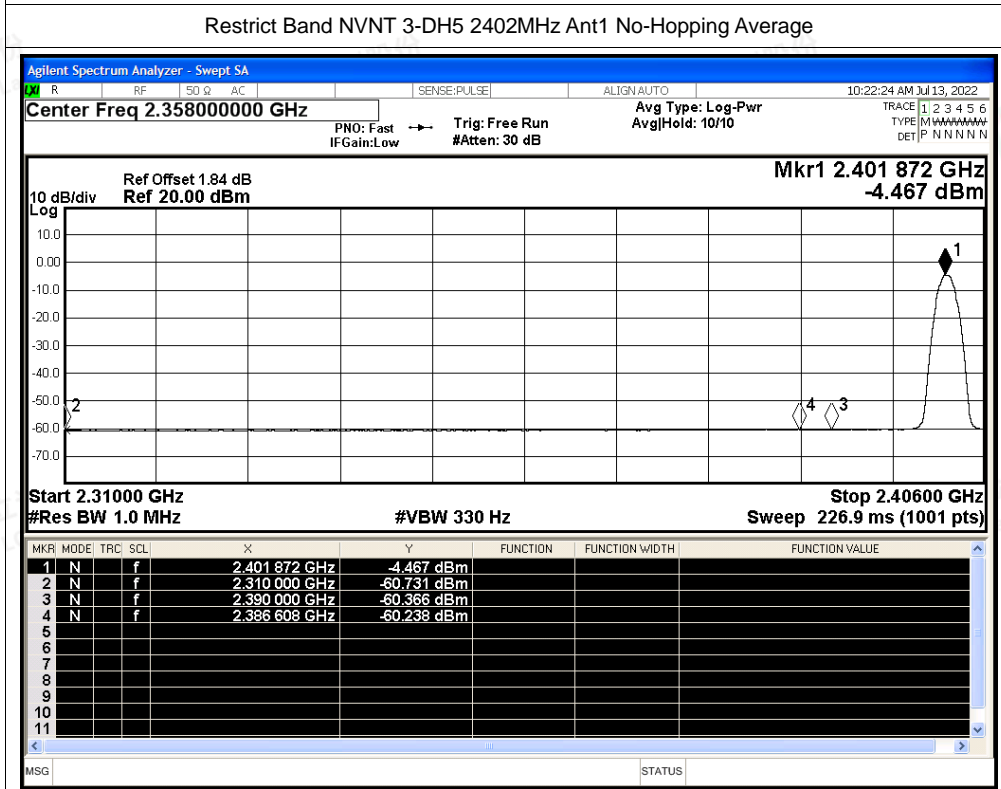 Restrict Band NVNT 3-DH5 2402MHz Ant1 No-Hopping Average
Agilent Spectrum Analyzer - Swept SA
LXI R RF 50 Ω AC SENSE:PULSE ALIGN AUTO 10:22:24 AM Jul 13, 2022
Center Freq 2.358000000 GHz Avg Type: Log-Pwr TRACE 1 2 3 4 5 6
PNO: Fast Trig: Free Run Avg|Hold: 10/10 TYPE M WWWWW
IFGain:Low #Atten: 30 dB DET P N N N N N
Mkr1 2.401 872 GHz
Ref Offset 1.84 dB
10 dB/div Ref 20.00 dBm -4.467 dBm
Log
10.0
1
0.00
-10.0
-20.0
-30.0
-40.0
-50.0
2 4 3
-60.0
-70.0
Start 2.31000 GHz Stop 2.40600 GHz
#Res BW 1.0 MHz #VBW 330 Hz Sweep 226.9 ms (1001 pts)
MKR MODE TRC SCL X Y FUNCTION FUNCTION WIDTH FUNCTION VALUE
1 N f 2.401 872 GHz -4.467 dBm
2 N f 2.310 000 GHz -60.731 dBm
3 N f 2.390 000 GHz -60.366 dBm
4 N f 2.386 608 GHz -60.238 dBm
5
6
7
8
9
10
11
MSG STATUS